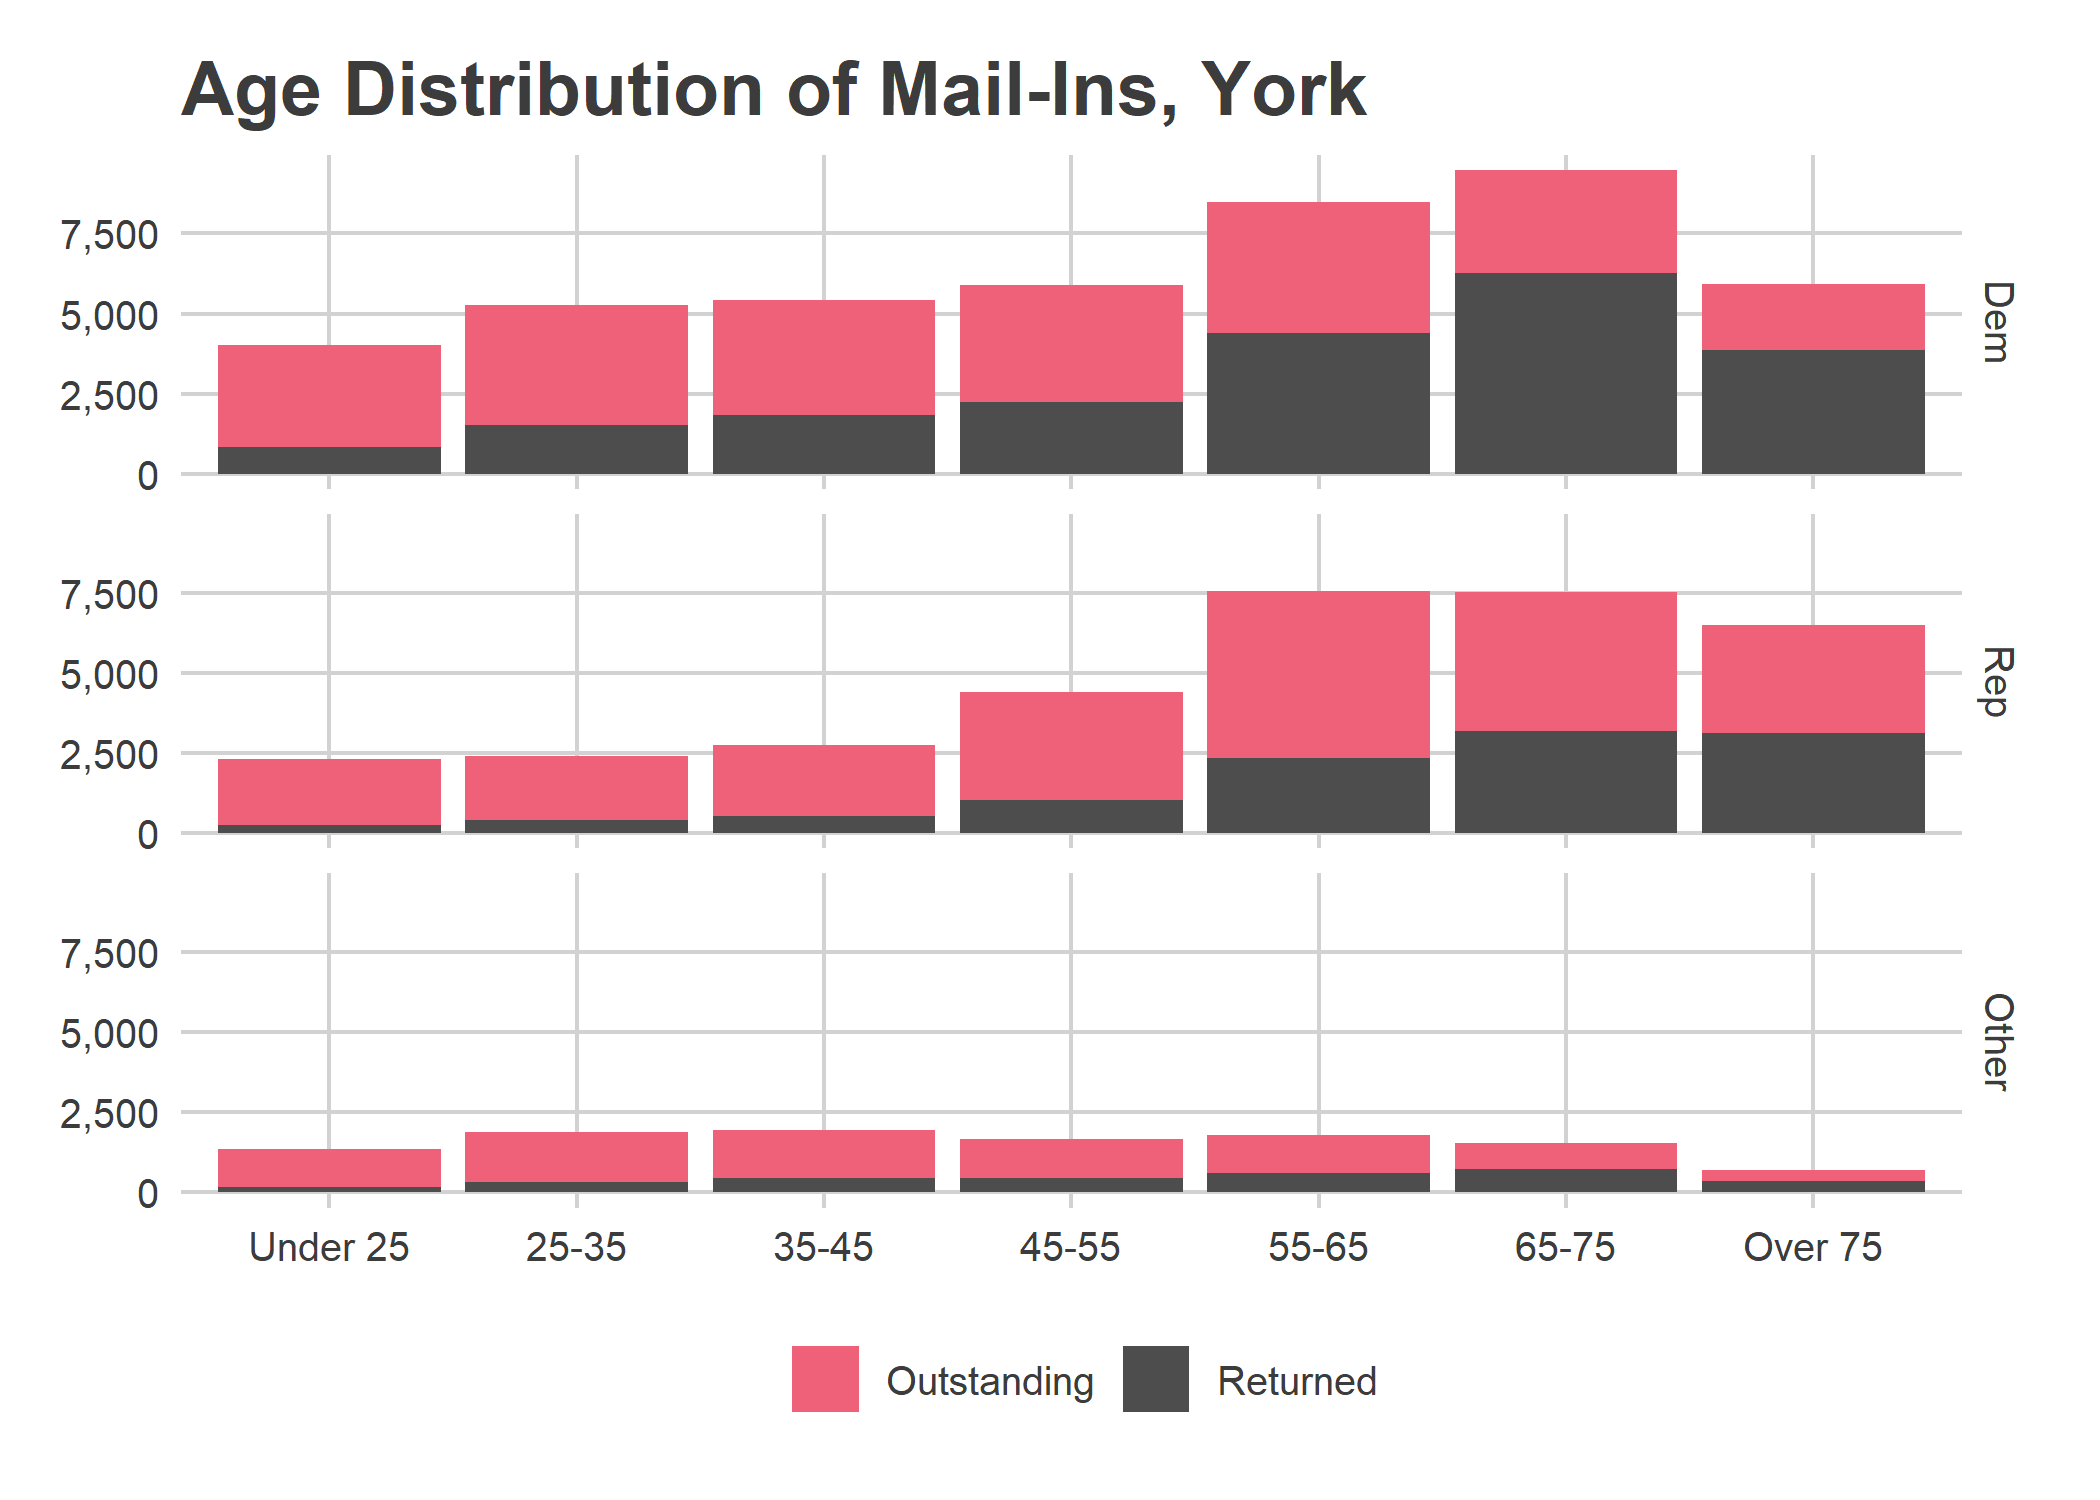 Age Distribution of Mail-Ins, York
7,500
5,000
2,500
0
Dem
7,500
5,000
2,500
0
Rep
7,500
5,000
2,500
0
Other
Under 25 25-35 35-45 45-55 55-65 65-75 Over 75
Outstanding Returned